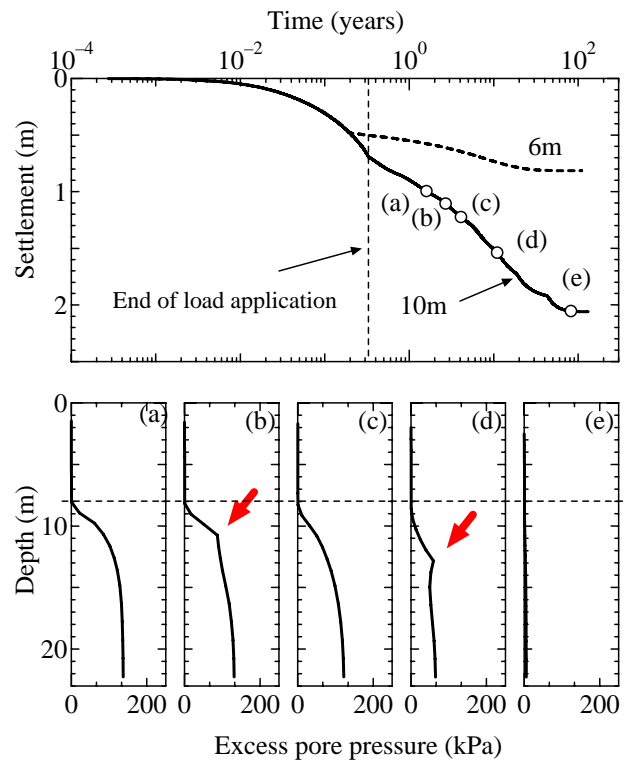 Time (years)
10^-4 10^-2 10^0 10^2
0
6m
1
Settlement (m)
(a) (c)
(b)
(d)
End of load application
(e)
10m
2
0
(a) (b) (c) (d) (e)
Depth (m)
10
20
0 200 0 200 0 200 0 200 0 200
Excess pore pressure (kPa)